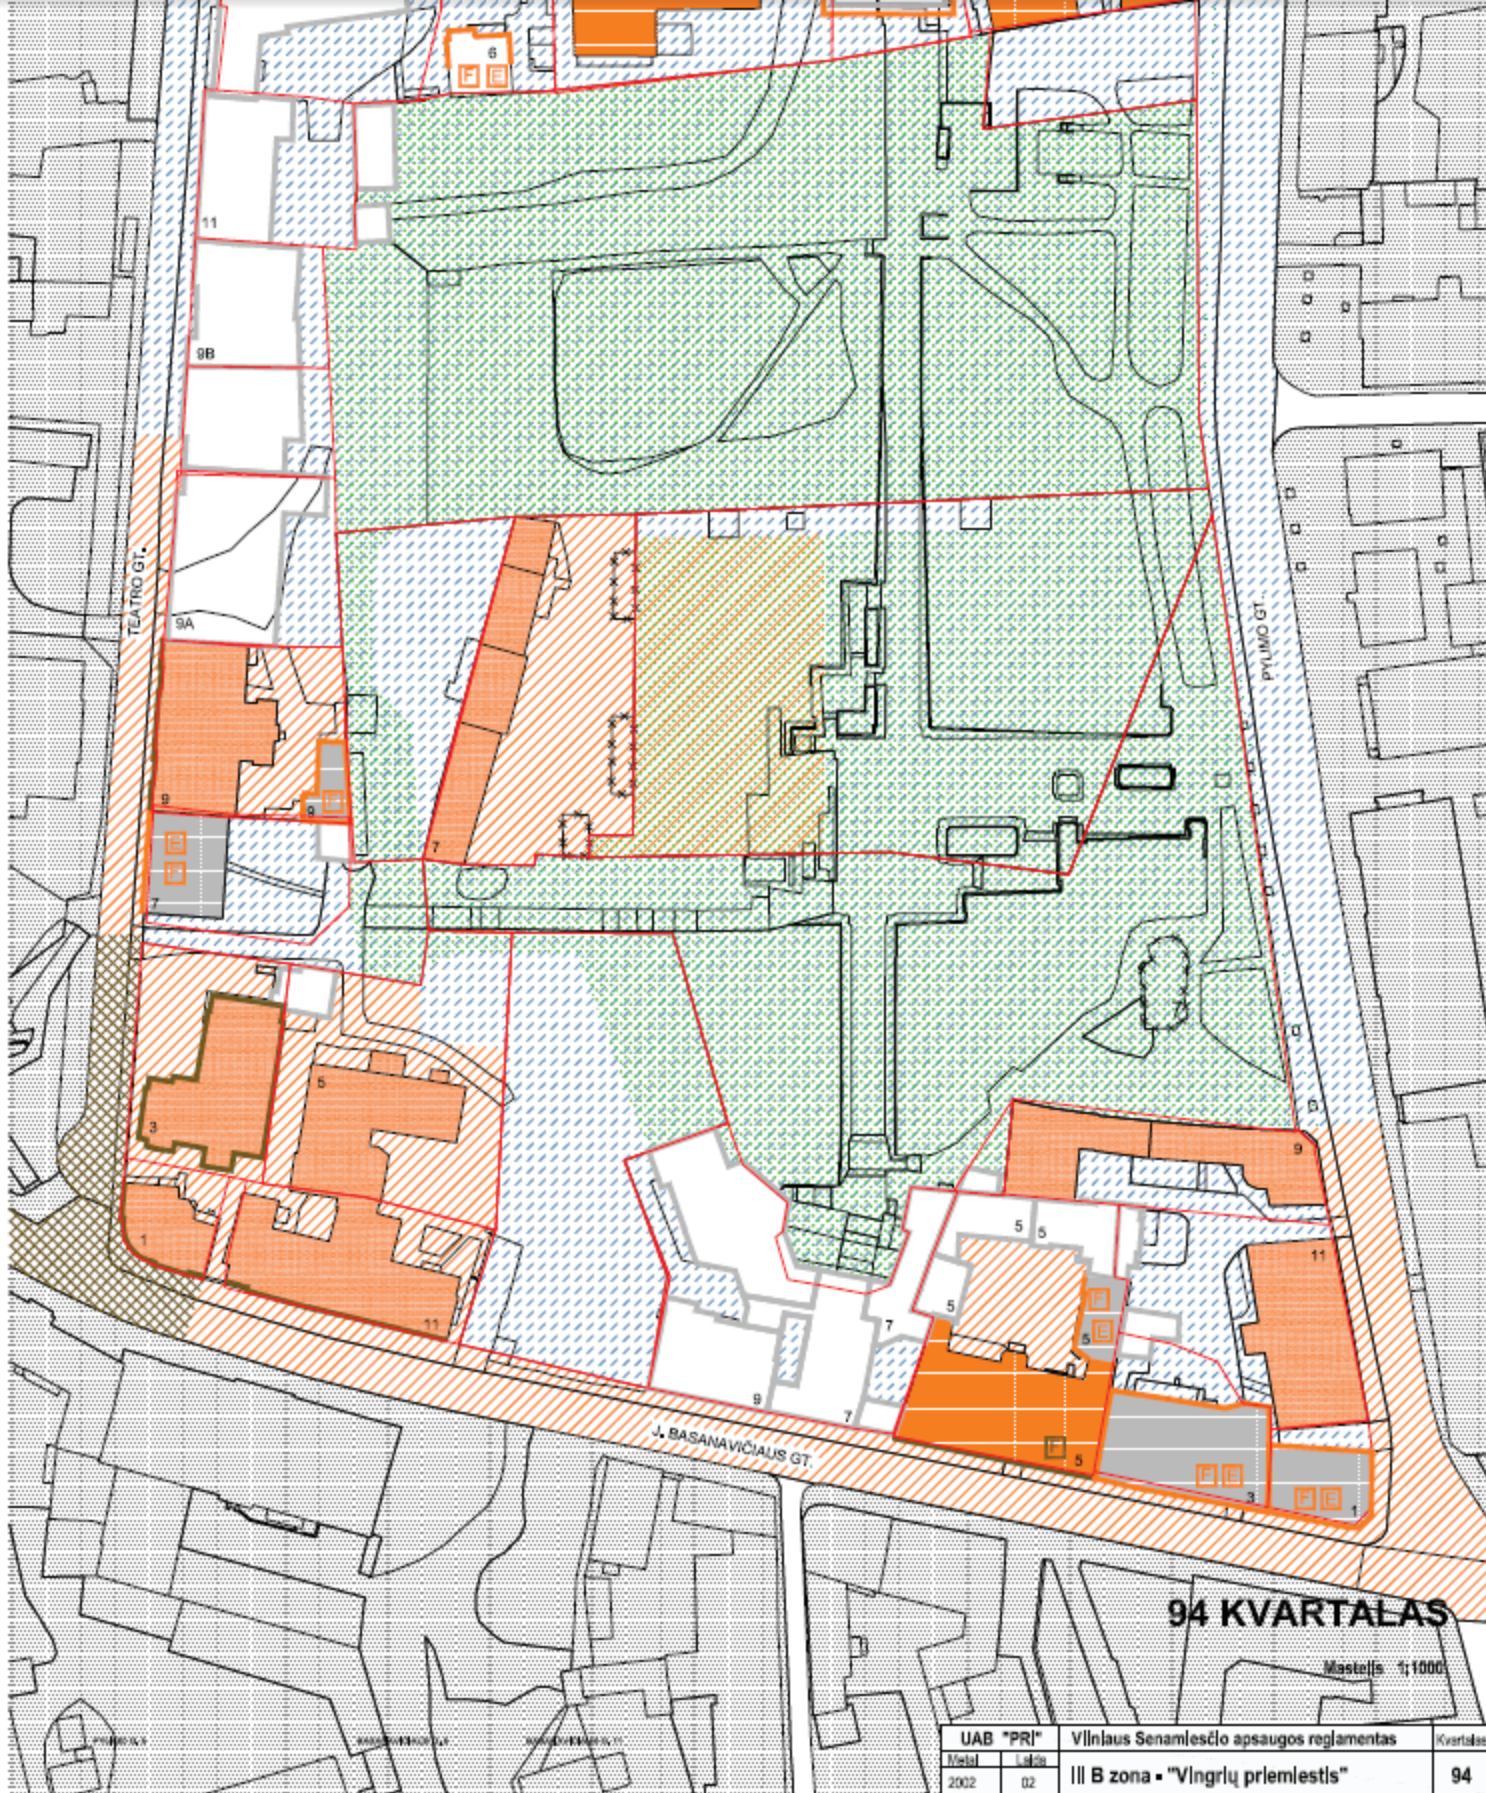 6
F E
11
9B
TEATRO GT.
9A
PYLIMO GT.
9
9
F
7
E
F
7
5
3
9
1
5
5
11
11
5
F
7
5
E
9
7
J. BASANAVIČIAUS GT.
F
5
F E
3
F E
1
94 KVARTALAS
Mastelis 1:1000
UAB "PRI"
Vilniaus Senamiesčio apsaugos reglamentas
Kvartalas
Metai
Laida
2002
02
III B zona - "Vingrių priemiestis"
94